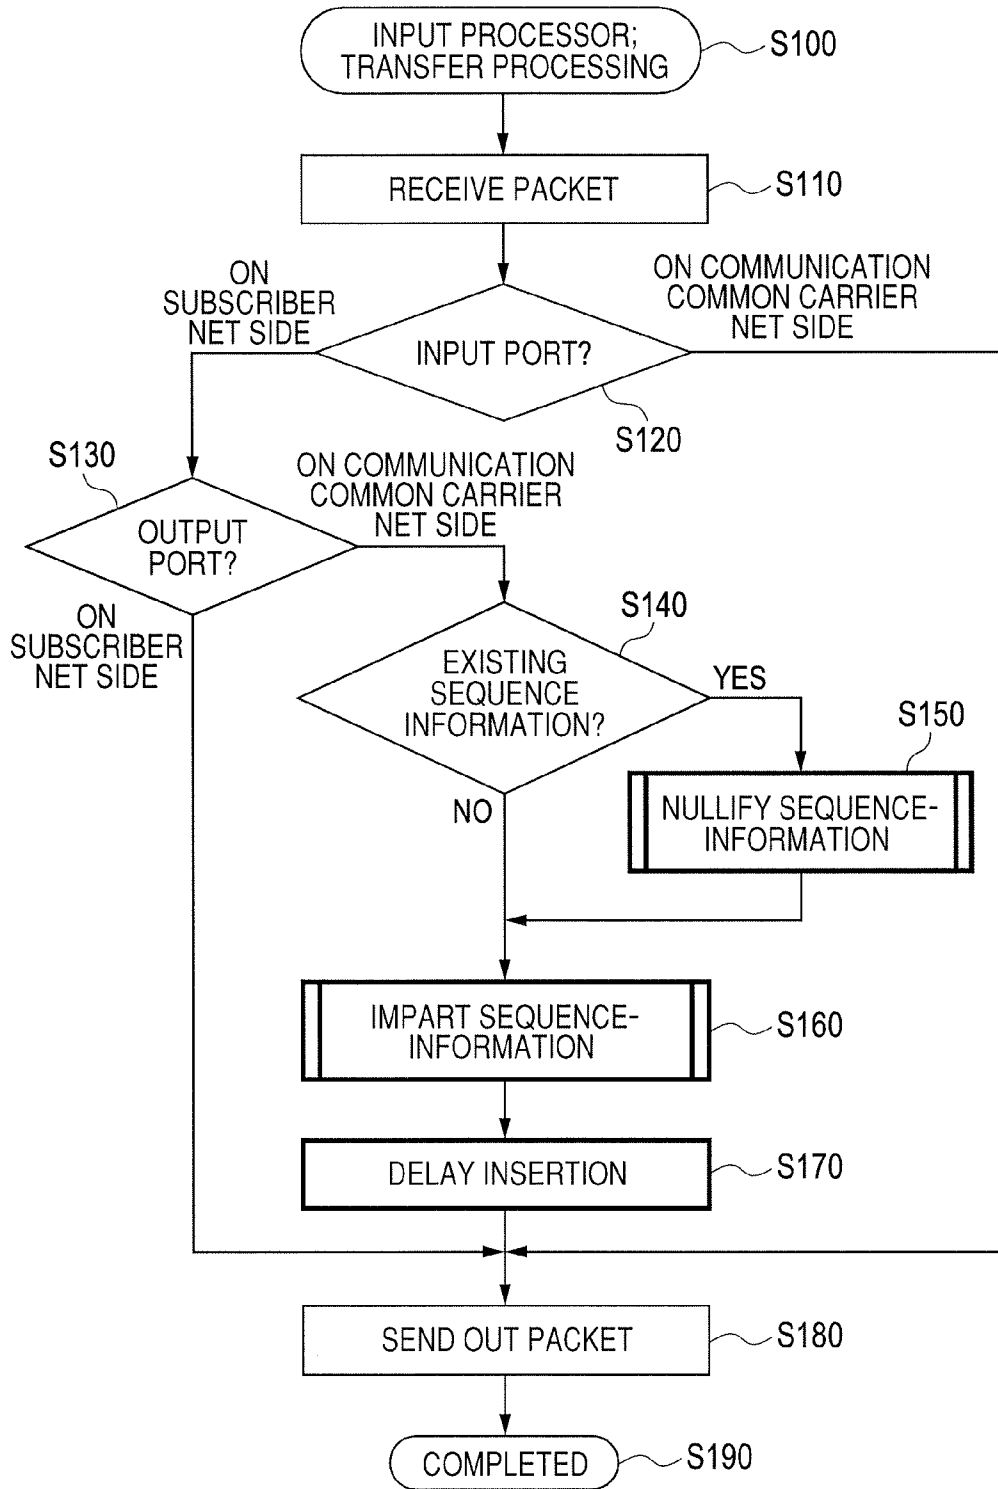 INPUT PROCESSOR;
TRANSFER PROCESSING
S100
RECEIVE PACKET
S110
ON
SUBSCRIBER
NET SIDE
ON COMMUNICATION
COMMON CARRIER
NET SIDE
INPUT PORT?
S120
S130
ON COMMUNICATION
COMMON CARRIER
NET SIDE
OUTPUT
PORT?
ON
SUBSCRIBER
NET SIDE
S140
EXISTING
SEQUENCE
INFORMATION?
YES
S150
NULLIFY SEQUENCE-
INFORMATION
NO
IMPART SEQUENCE-
INFORMATION
S160
DELAY INSERTION
S170
SEND OUT PACKET
S180
COMPLETED
S190